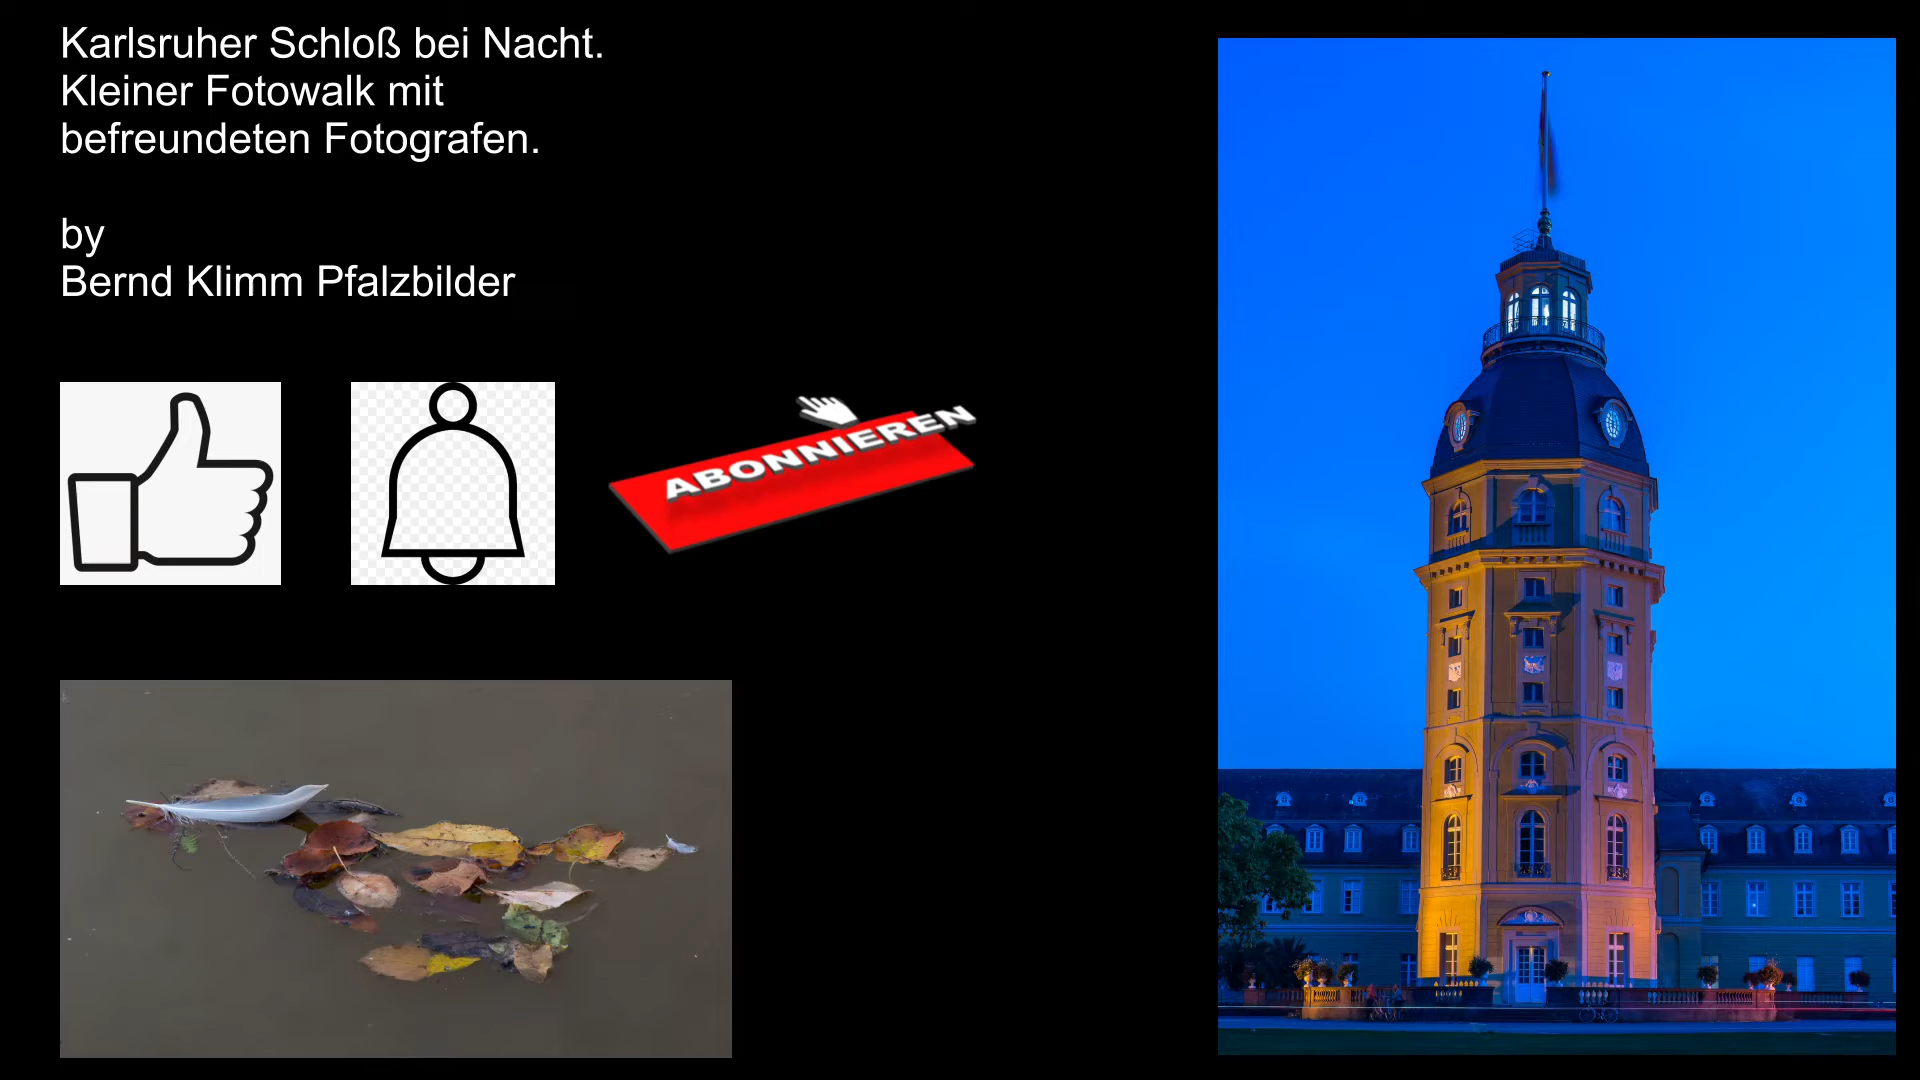 Karlsruher Schloß bei Nacht.
Kleiner Fotowalk mit
befreundeten Fotografen.
by
Bernd Klimm Pfalzbilder
ABONNIEREN